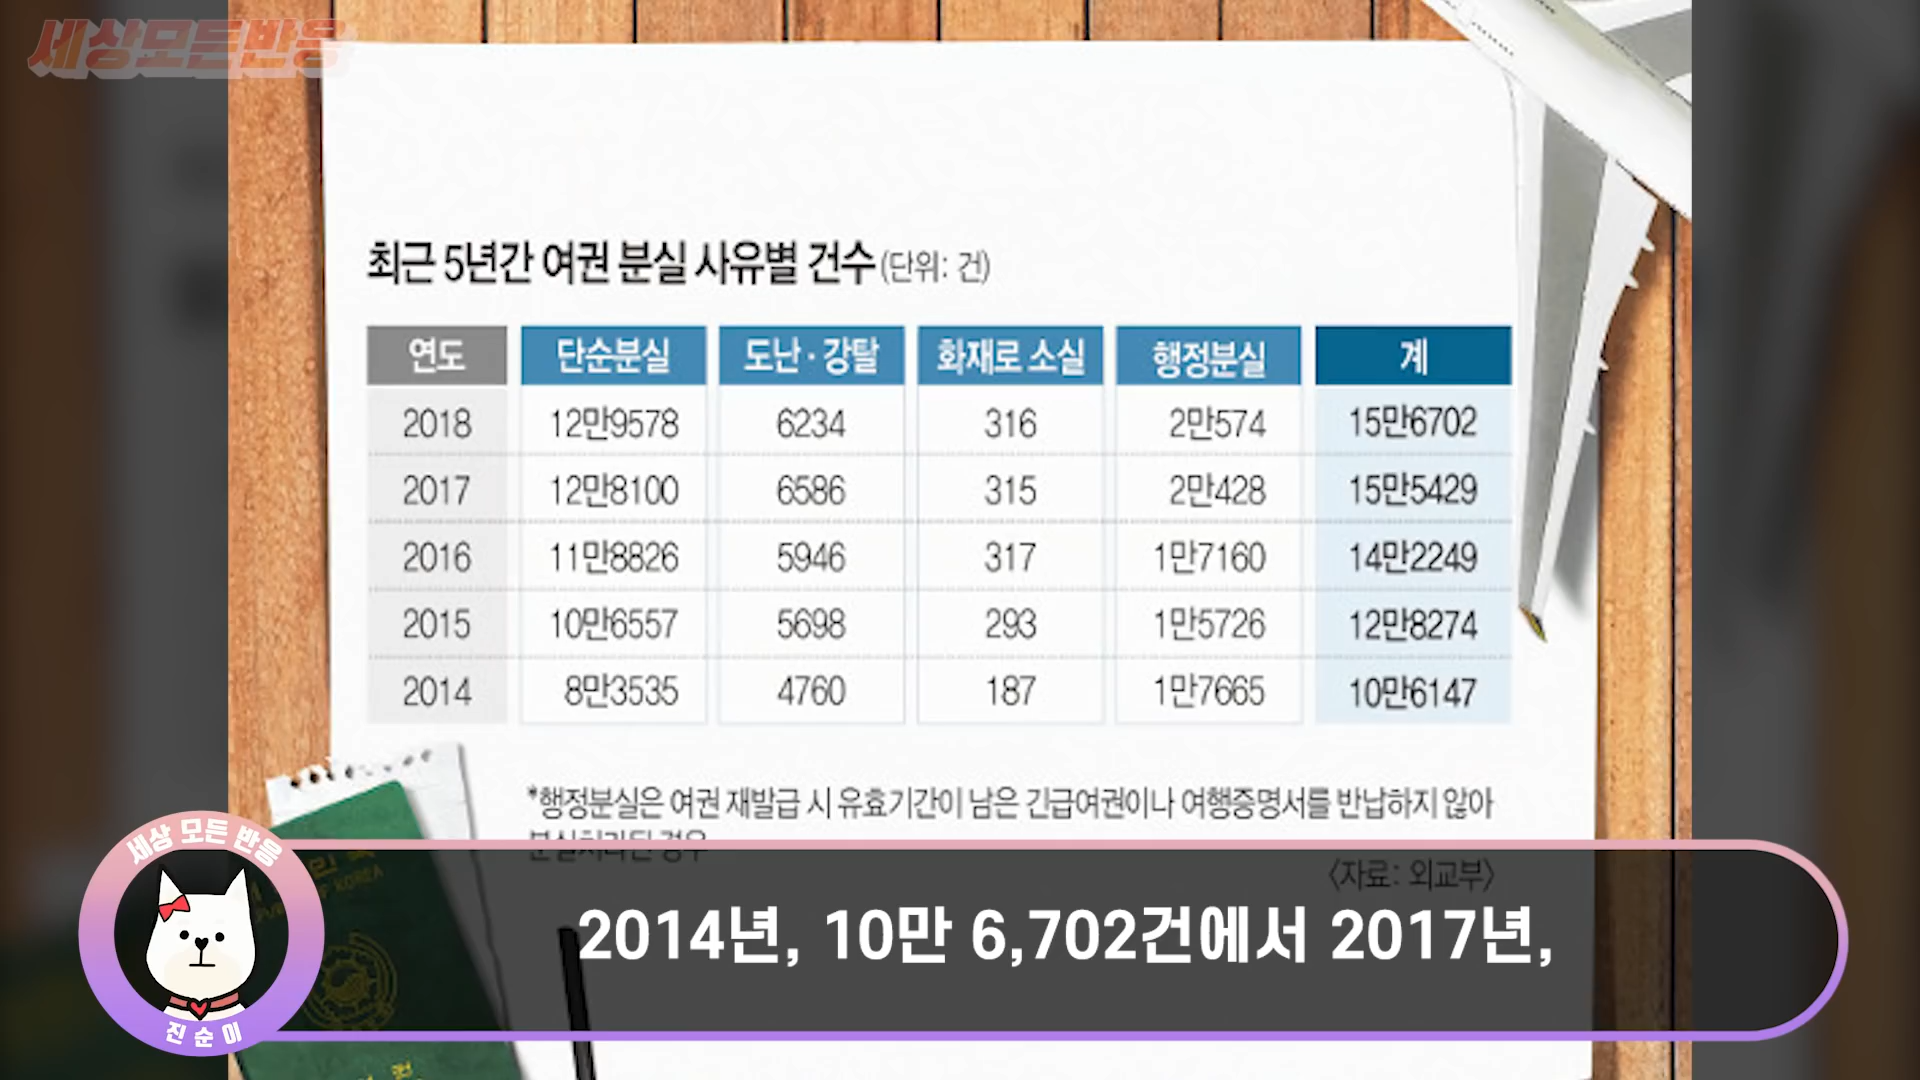 세상모든반응
최근 5년간 여권 분실 사유별 건수 (단위: 건)
연도 단순분실 도난·강탈 화재로 소실 행정분실 계
2018 12만9578 6234 316 2만574 15만6702
2017 12만8100 6586 315 2만428 15만5429
2016 11만8826 5946 317 1만7160 14만2249
2015 10만6557 5698 293 1만5726 12만8274
2014 8만3535 4760 187 1만7665 10만6147
*행정분실은 여권 재발급 시 유효기간이 남은 긴급여권이나 여행증명서를 반납하지 않아
〈자료: 외교부〉
세상 모든 반응
KOREA
2014년, 10만 6,702건에서 2017년,
진순이